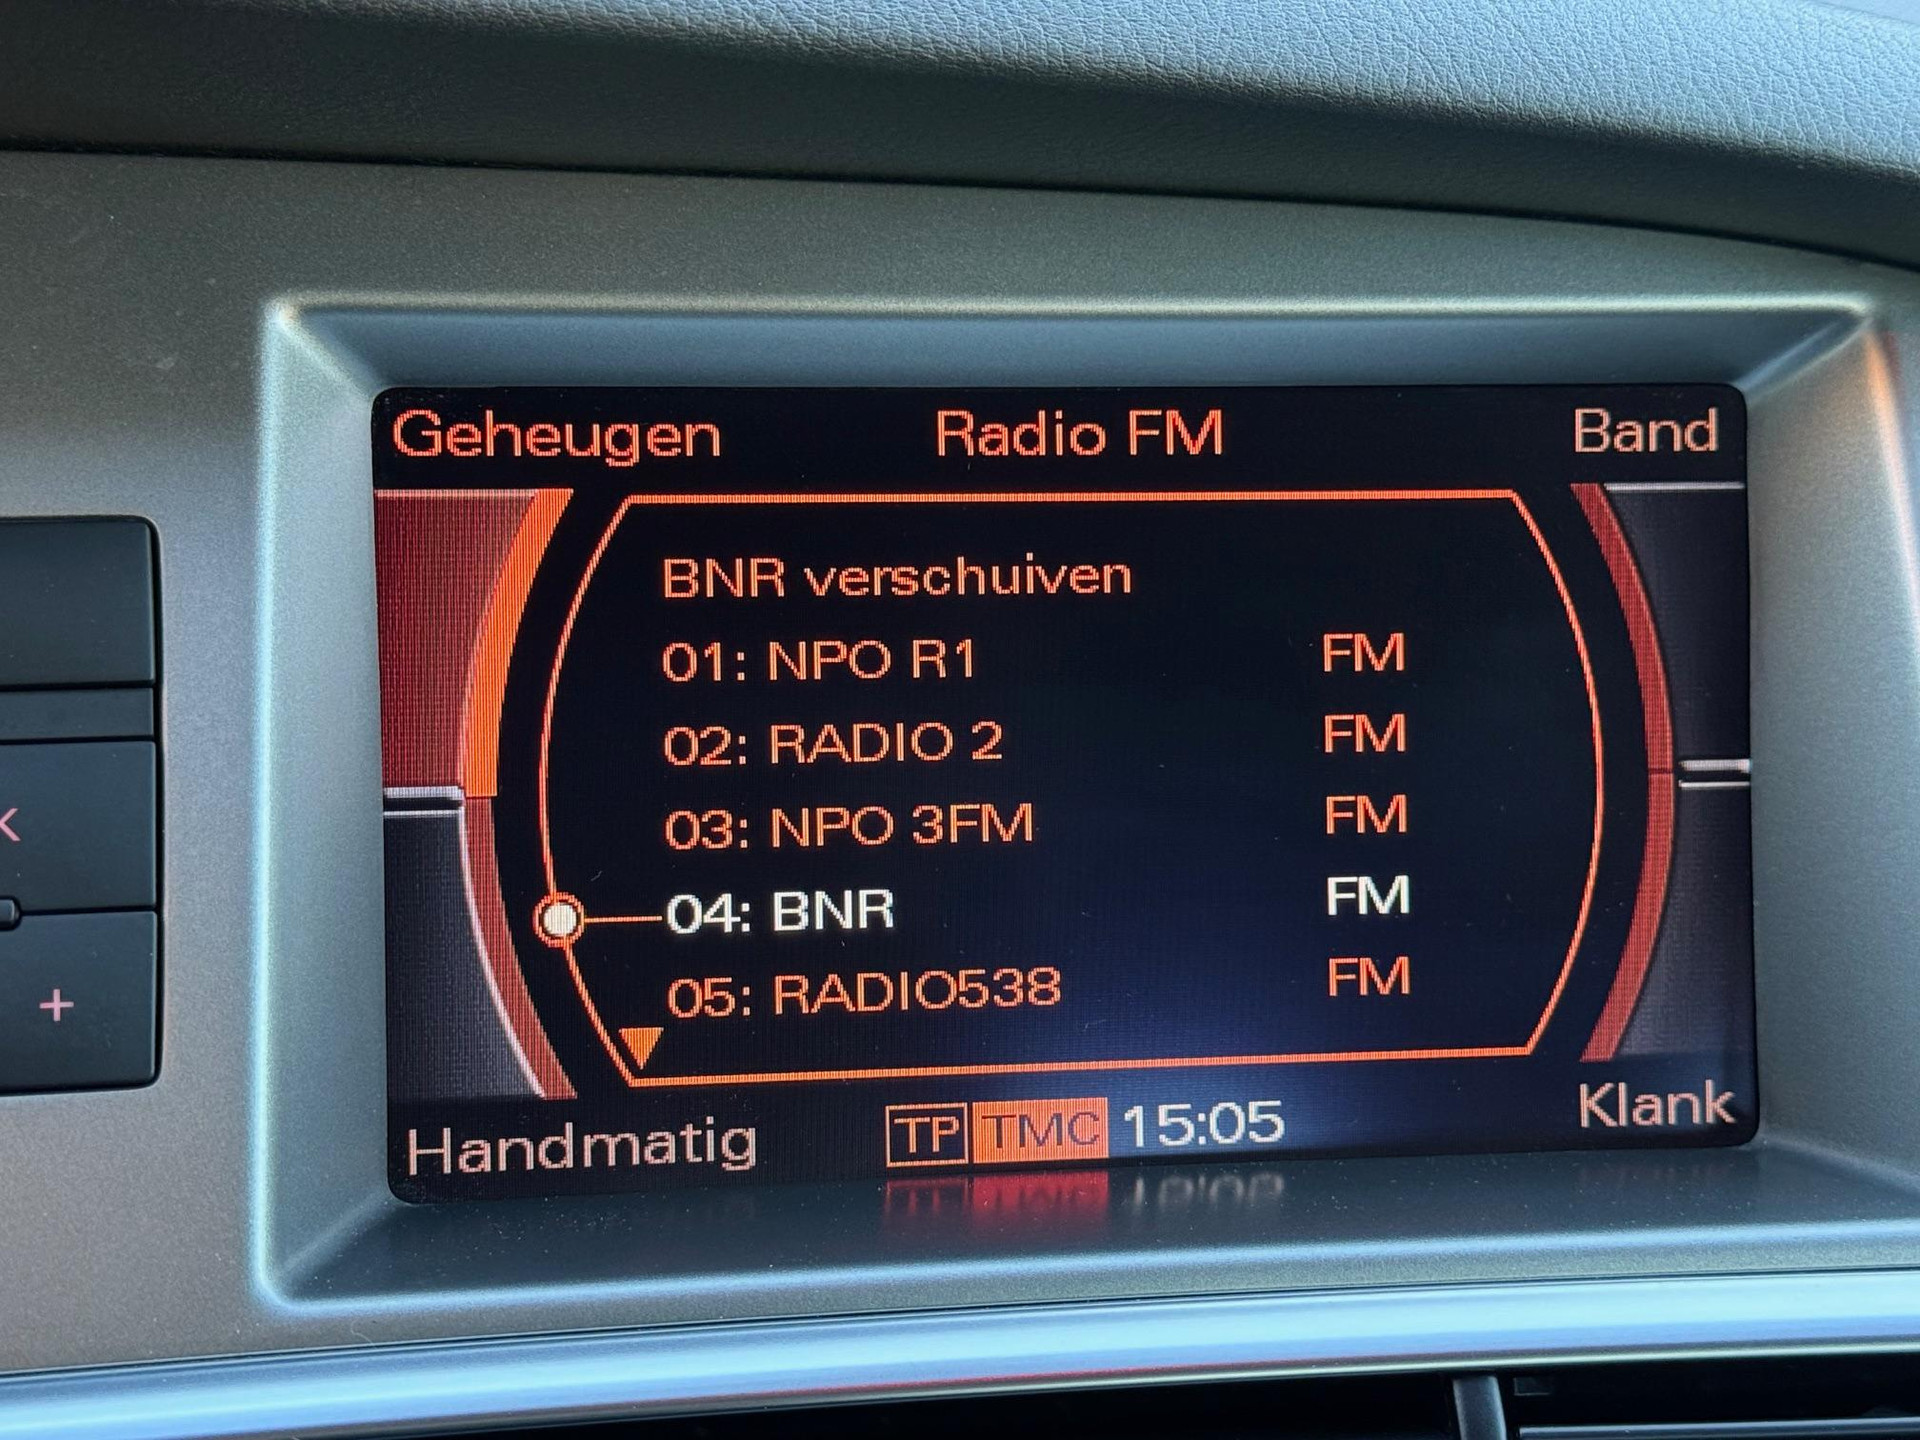 Geheugen Radio FM Band
BNR verschuiven
01: NPO R1 FM
02: RADIO 2 FM
03: NPO 3FM FM
04: BNR FM
05: RADIO538 FM
Handmatig TP TMC 15:05 Klank
K
+